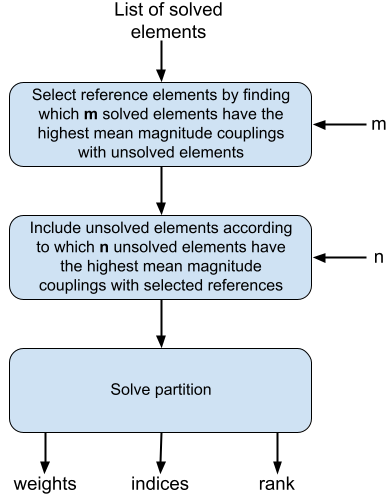 List of solved
elements
Select reference elements by finding
which m solved elements have the
highest mean magnitude couplings
with unsolved elements
m
Include unsolved elements according
to which n unsolved elements have
the highest mean magnitude
couplings with selected references
n
Solve partition
weights
indices
rank